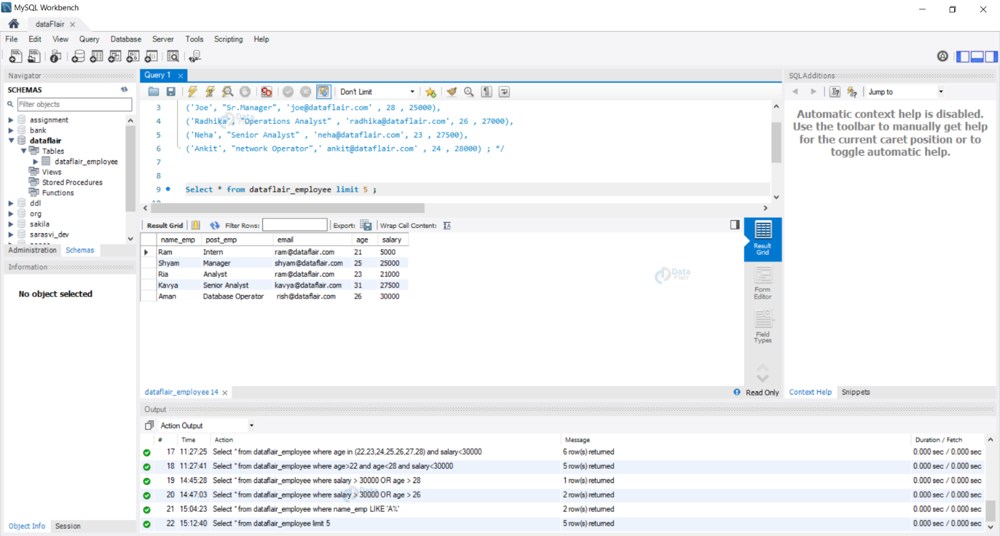 MySQL Workbench
dataFlair
File Edit View Query Database Server Tools Scripting Help
Navigator
SCHEMAS
Filter objects
assignment
bank
dataflair
Tables
dataflair_employee
Views
Stored Procedures
Functions
ddl
org
sakila
sarasvi_dev
Administration Schemas
Information
No object selected
Object Info Session
Query 1
Don't Limit
3 ('Joe', "Sr.Manager", 'joe@dataflair.com' , 28 , 25000),
4 ('Radhika', "Operations Analyst" , 'radhika@dataflair.com', 26 , 27000),
5 ('Neha', "Senior Analyst" , 'neha@dataflair.com', 23 , 27500),
6 ('Ankit', "network Operator",' ankit@dataflair.com' , 24 , 28000) ; */
7
8
9 Select * from dataflair_employee limit 5 ;
10
Data Flair
Result Grid Filter Rows: Export: Wrap Cell Content:
name_emp post_emp email age salary
Ram Intern ram@dataflair.com 21 5000
Shyam Manager shyam@dataflair.com 25 25000
Ria Analyst ram@dataflair.com 23 21000
Kavya Senior Analyst kavya@dataflair.com 31 27500
Aman Database Operator rish@dataflair.com 26 30000
Data Flair
Result Grid
Form Editor
Field Types
dataflair_employee 14
Read Only
SQLAdditions
Jump to
Automatic context help is disabled.
Use the toolbar to manually get help
for the current caret position or to
toggle automatic help.
Context Help Snippets
Output
Action Output
# Time Action Message Duration / Fetch
17 11:27:25 Select * from dataflair_employee where age in (22,23,24,25,26,27,28) and salary<30000 6 row(s) returned 0.000 sec / 0.000 sec
18 11:27:41 Select * from dataflair_employee where age>22 and age<28 and salary<30000 5 row(s) returned 0.000 sec / 0.000 sec
19 14:45:28 Select * from dataflair_employee where salary > 30000 OR age > 28 1 row(s) returned 0.000 sec / 0.000 sec
20 14:47:03 Select * from dataflair_employee where salary > 30000 OR age > 26 2 row(s) returned 0.000 sec / 0.000 sec
21 15:04:23 Select * from dataflair_employee where name_emp LIKE 'A%' 2 row(s) returned 0.000 sec / 0.000 sec
22 15:12:40 Select * from dataflair_employee limit 5 5 row(s) returned 0.000 sec / 0.000 sec